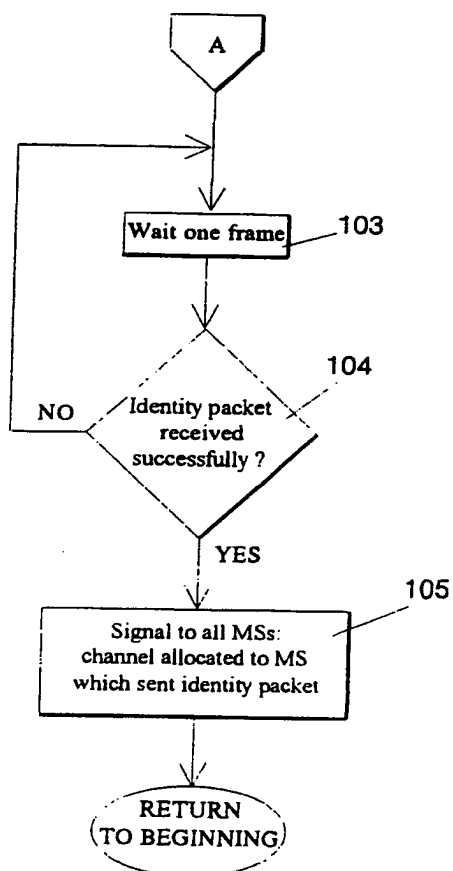 A
Wait one frame
103
104
Identity packet
received
successfully ?
NO
YES
105
Signal to all MSs:
channel allocated to MS
which sent identity packet
RETURN
TO BEGINNING